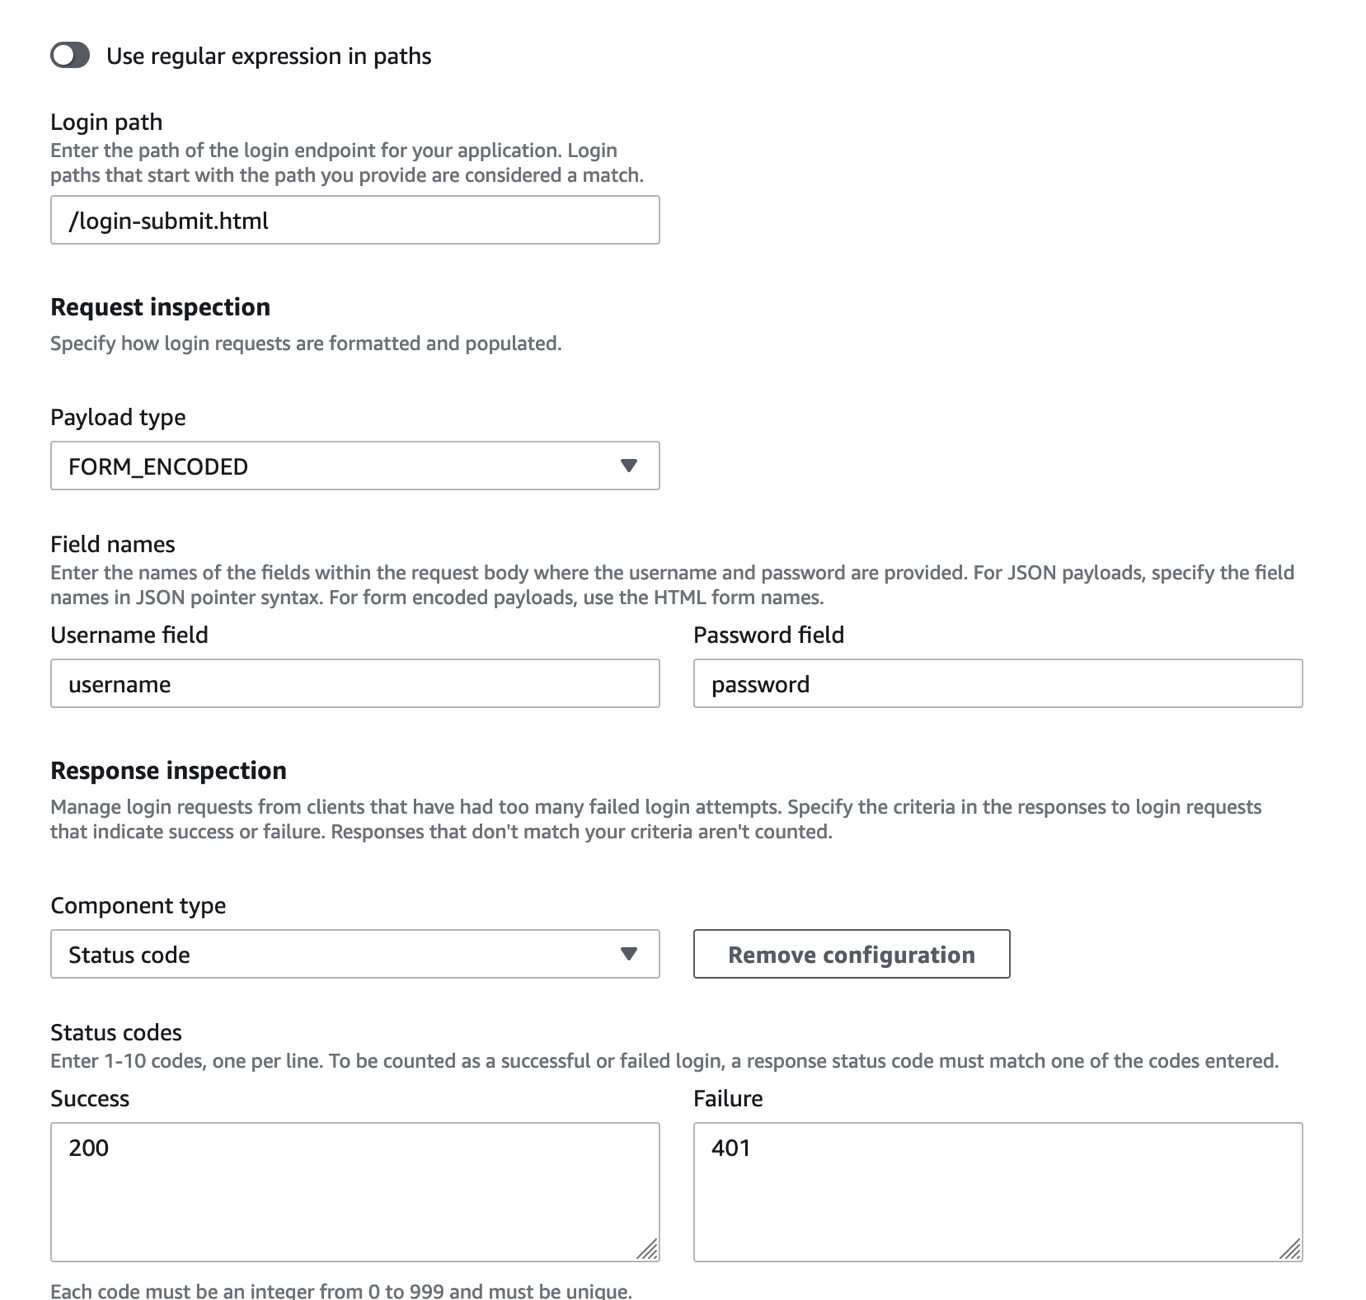 Use regular expression in paths
Login path
Enter the path of the login endpoint for your application. Login
paths that start with the path you provide are considered a match.
/login-submit.html
Request inspection
Specify how login requests are formatted and populated.
Payload type
FORM_ENCODED
Field names
Enter the names of the fields within the request body where the username and password are provided. For JSON payloads, specify the field
names in JSON pointer syntax. For form encoded payloads, use the HTML form names.
Username field
Password field
username
password
Response inspection
Manage login requests from clients that have had too many failed login attempts. Specify the criteria in the responses to login requests
that indicate success or failure. Responses that don't match your criteria aren't counted.
Component type
Status code
Remove configuration
Status codes
Enter 1-10 codes, one per line. To be counted as a successful or failed login, a response status code must match one of the codes entered.
Success
Failure
200
401
Each code must be an integer from 0 to 999 and must be unique.